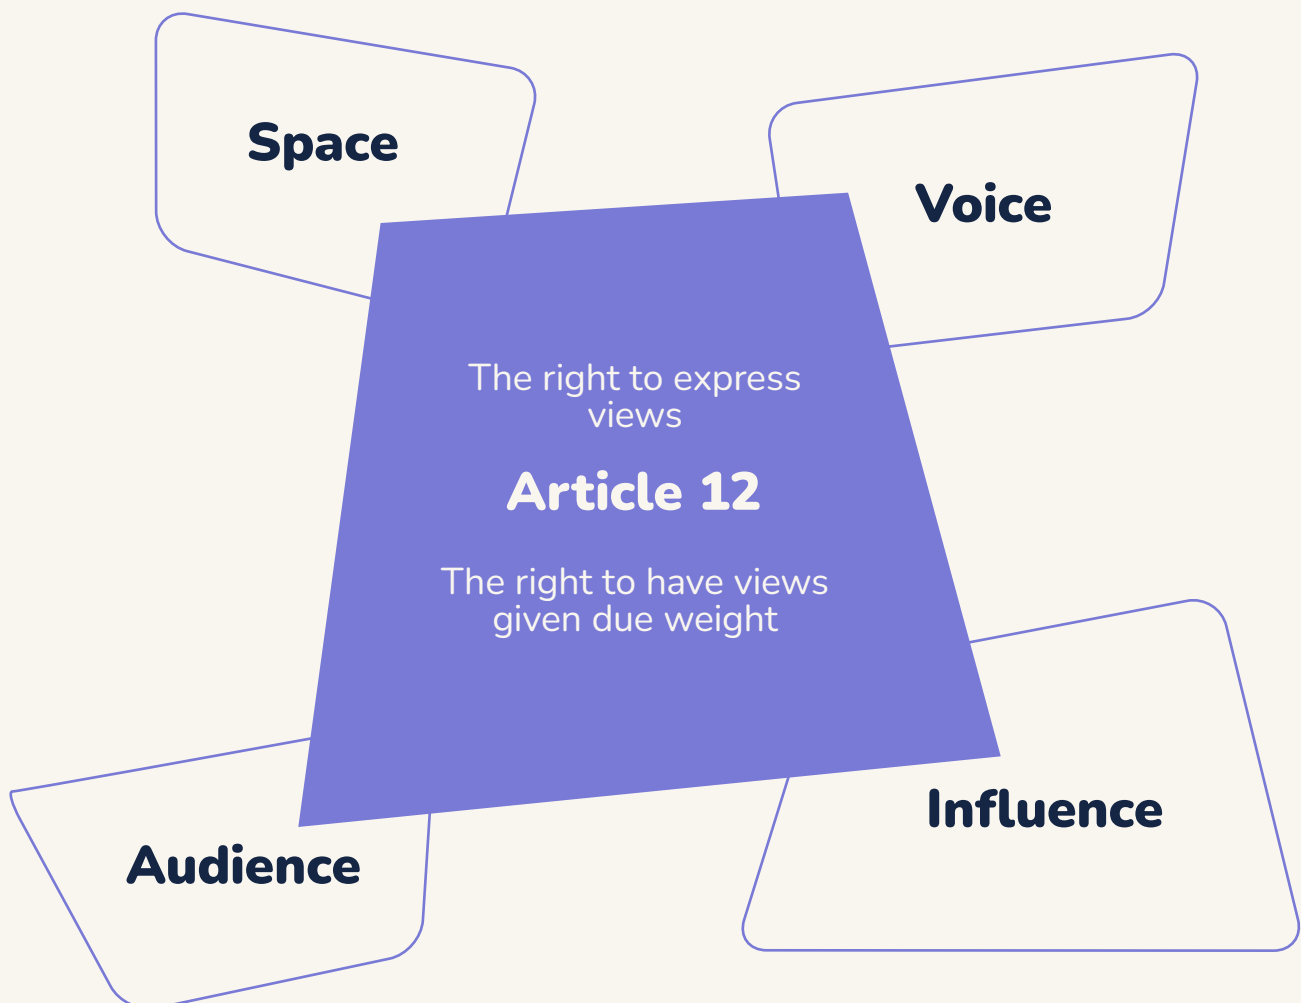 Space
Voice
The right to express
views
Article 12
The right to have views
given due weight
Influence
Audience